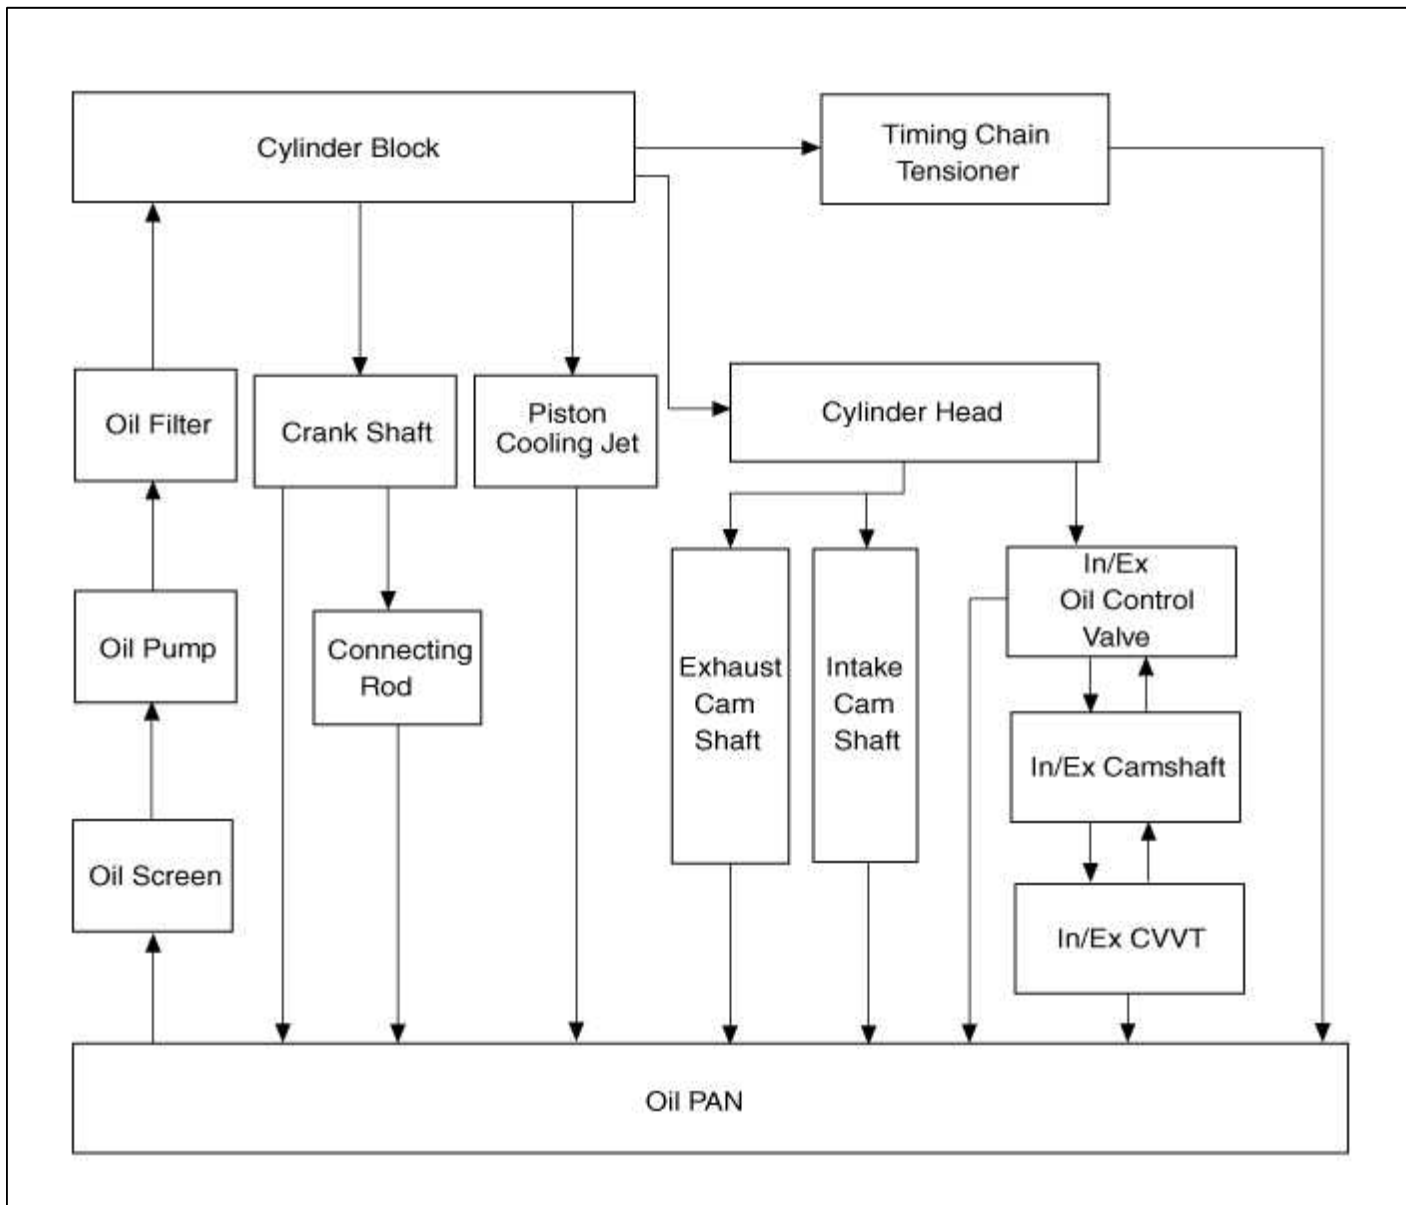 Cylinder Block
Timing Chain
Tensioner
Oil Filter
Crank Shaft
Piston
Cooling Jet
Cylinder Head
Oil Pump
Connecting
Rod
Exhaust
Cam
Shaft
Intake
Cam
Shaft
In/Ex
Oil Control
Valve
In/Ex Camshaft
Oil Screen
In/Ex CVVT
Oil PAN